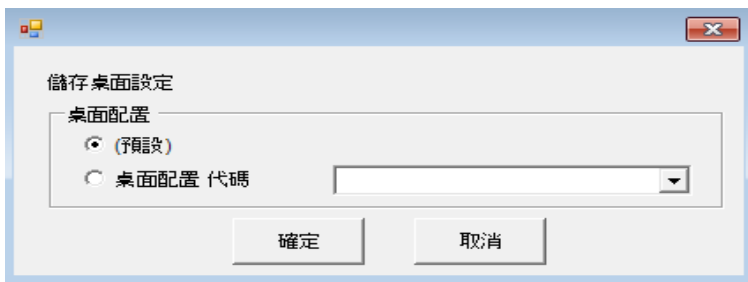 儲存桌面設定
桌面配置
(預設)
桌面配置 代碼
確定 取消